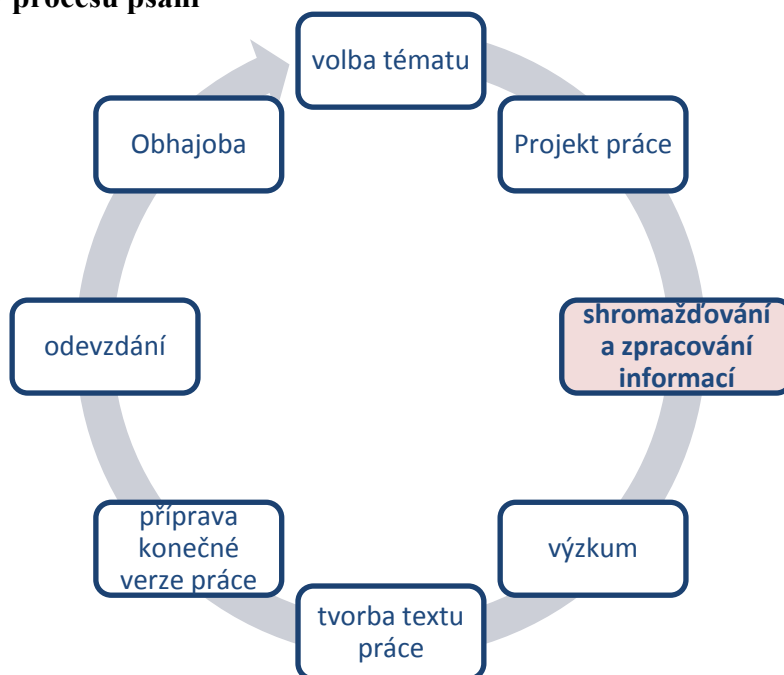 procesu psaní
volba tématu
Projekt práce
shromažďování
a zpracování
informací
výzkum
tvorba textu
práce
příprava
konečné
verze práce
odevzdání
Obhajoba